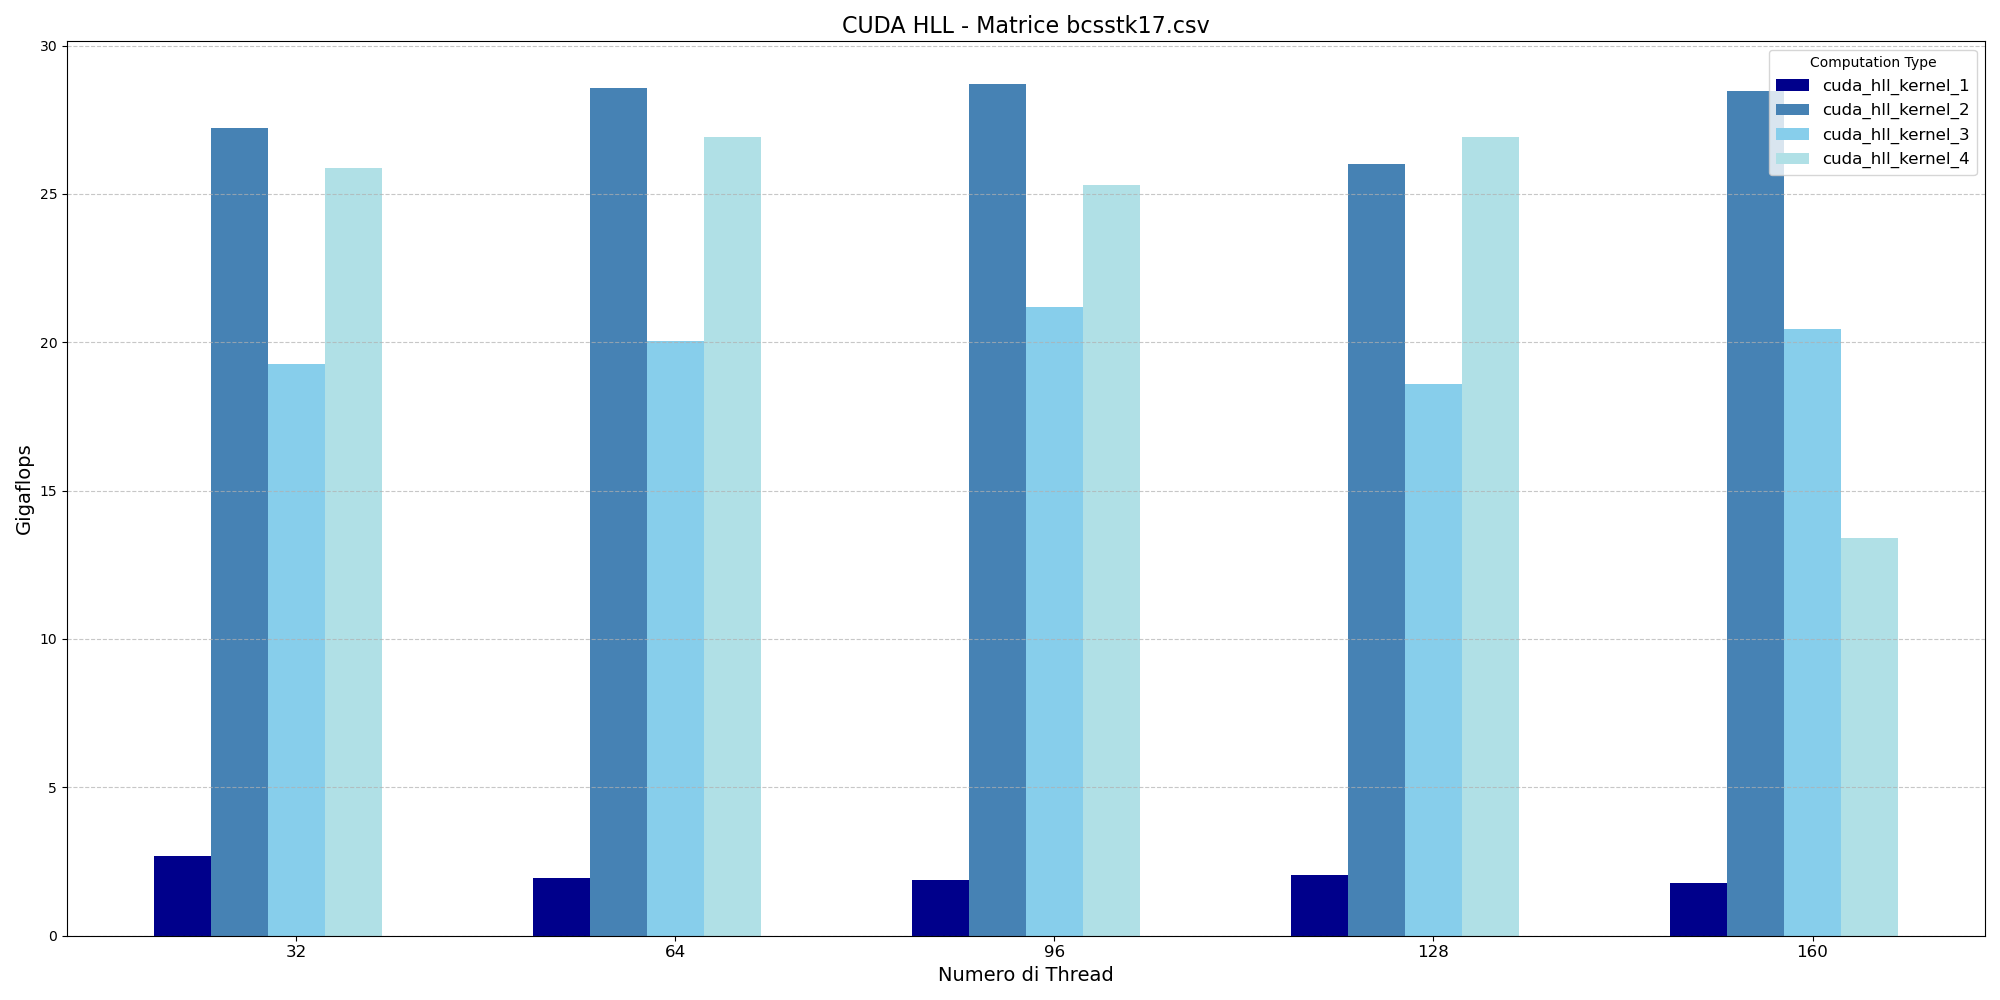 CUDA HLL - Matrice bcsstk17.csv
Computation Type
cuda_hll_kernel_1
cuda_hll_kernel_2
cuda_hll_kernel_3
cuda_hll_kernel_4
Gigaflops
30
25
20
15
10
5
0
32 64 96 128 160
Numero di Thread